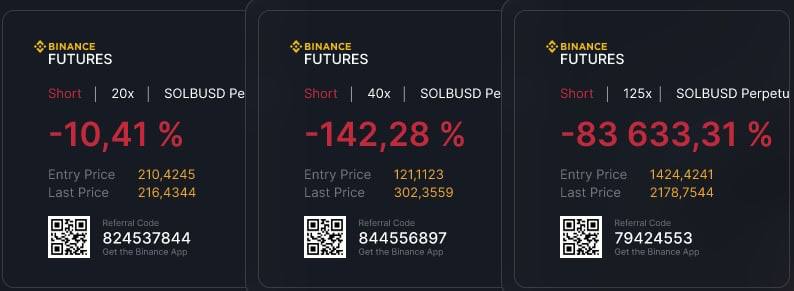 BINANCE
FUTURES
Short | 20x | SOLBUSD Pe
-10,41 %
Entry Price 210,4245
Last Price 216,4344
Referral Code
824537844
Get the Binance App
BINANCE
FUTURES
Short | 40x | SOLBUSD Pe
-142,28 %
Entry Price 121,1123
Last Price 302,3559
Referral Code
844556897
Get the Binance App
BINANCE
FUTURES
Short | 125x | SOLBUSD Perpetu
-83 633,31 %
Entry Price 1424,4241
Last Price 2178,7544
Referral Code
79424553
Get the Binance App